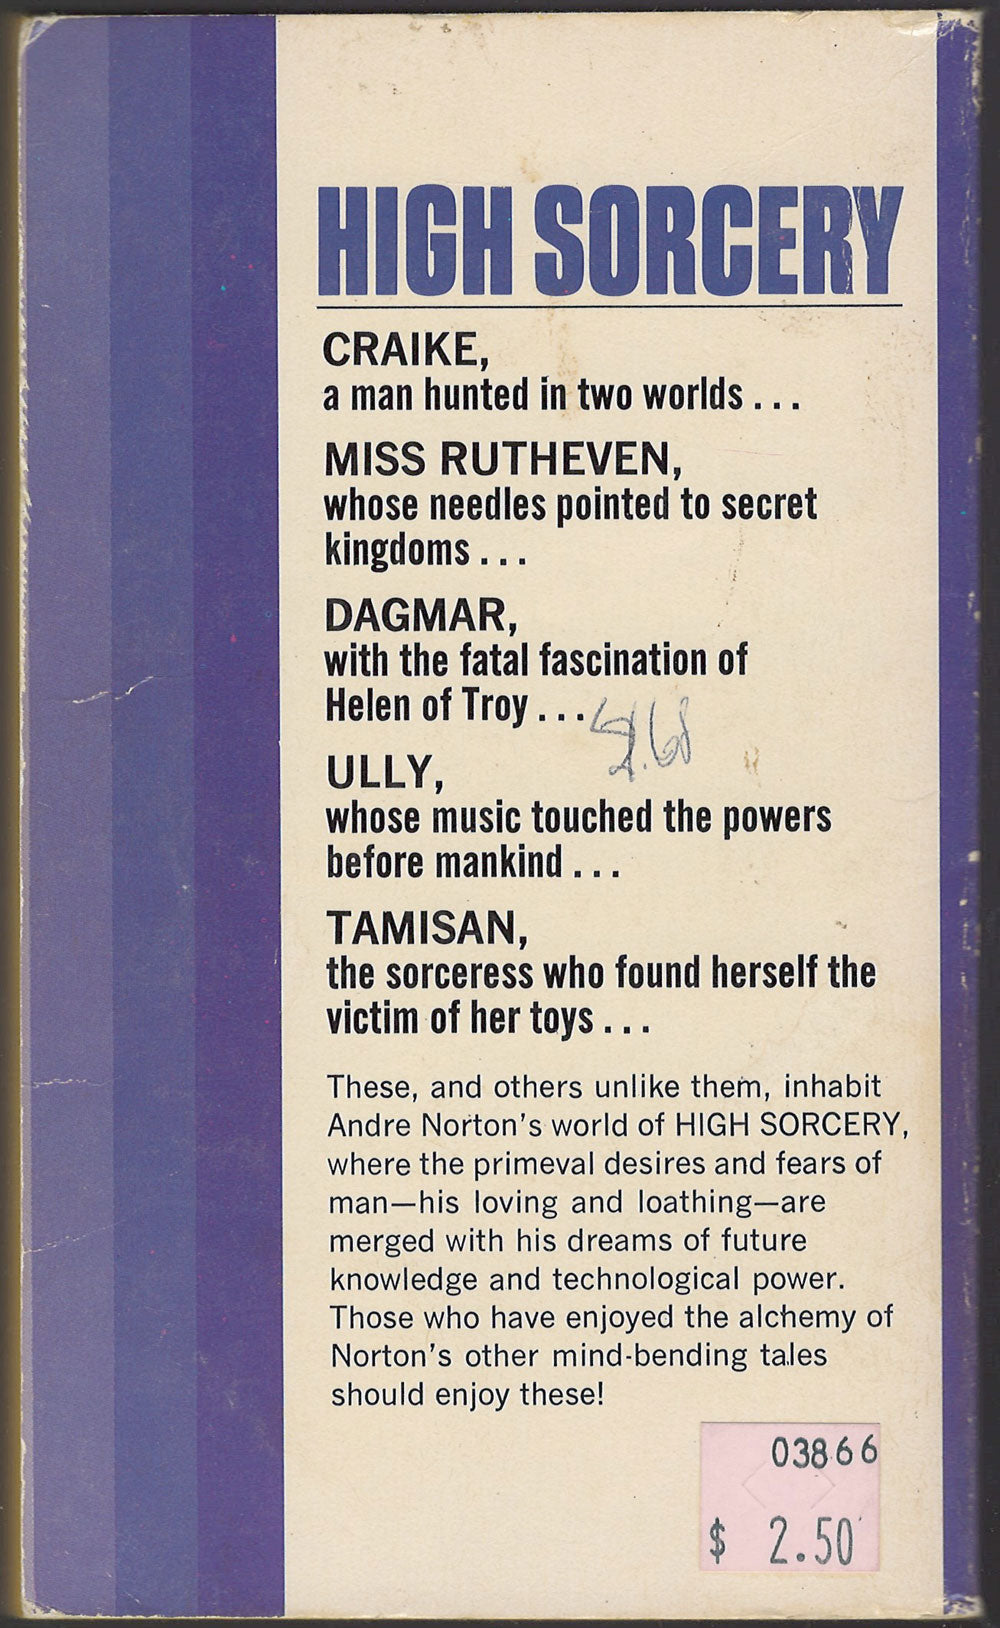 HIGH SORCERY
CRAIKE,
a man hunted in two worlds . . .
MISS RUTHEVEN,
whose needles pointed to secret
kingdoms . . .
DAGMAR,
with the fatal fascination of
Helen of Troy . . .
ULLY,
whose music touched the powers
before mankind . . .
TAMISAN,
the sorceress who found herself the
victim of her toys . . .
These, and others unlike them, inhabit
Andre Norton's world of HIGH SORCERY,
where the primeval desires and fears of
man—his loving and loathing—are
merged with his dreams of future
knowledge and technological power.
Those who have enjoyed the alchemy of
Norton's other mind-bending tales
should enjoy these!
03866
$ 2.50